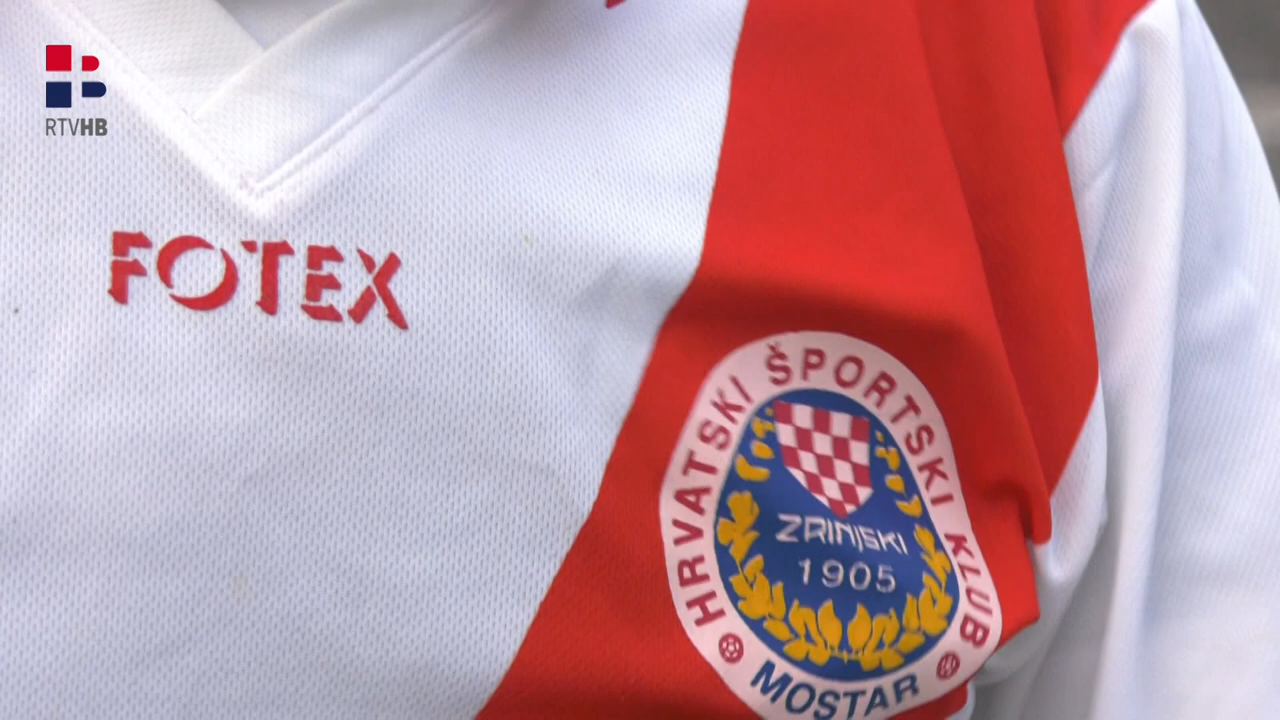 RTVHB
FOTEX
HRVATSKI ŠPORTSKI KLUB
ZRINJSKI
1905
MOSTAR